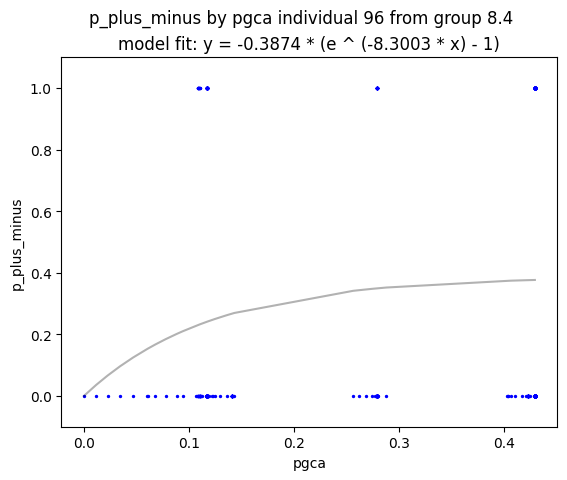 p_plus_minus by pgca individual 96 from group 8.4
model fit: y = -0.3874 * (e ^ (-8.3003 * x) - 1)
1.0
0.8
0.6
0.4
0.2
0.0
p_plus_minus
0.0 0.1 0.2 0.3 0.4
pgca